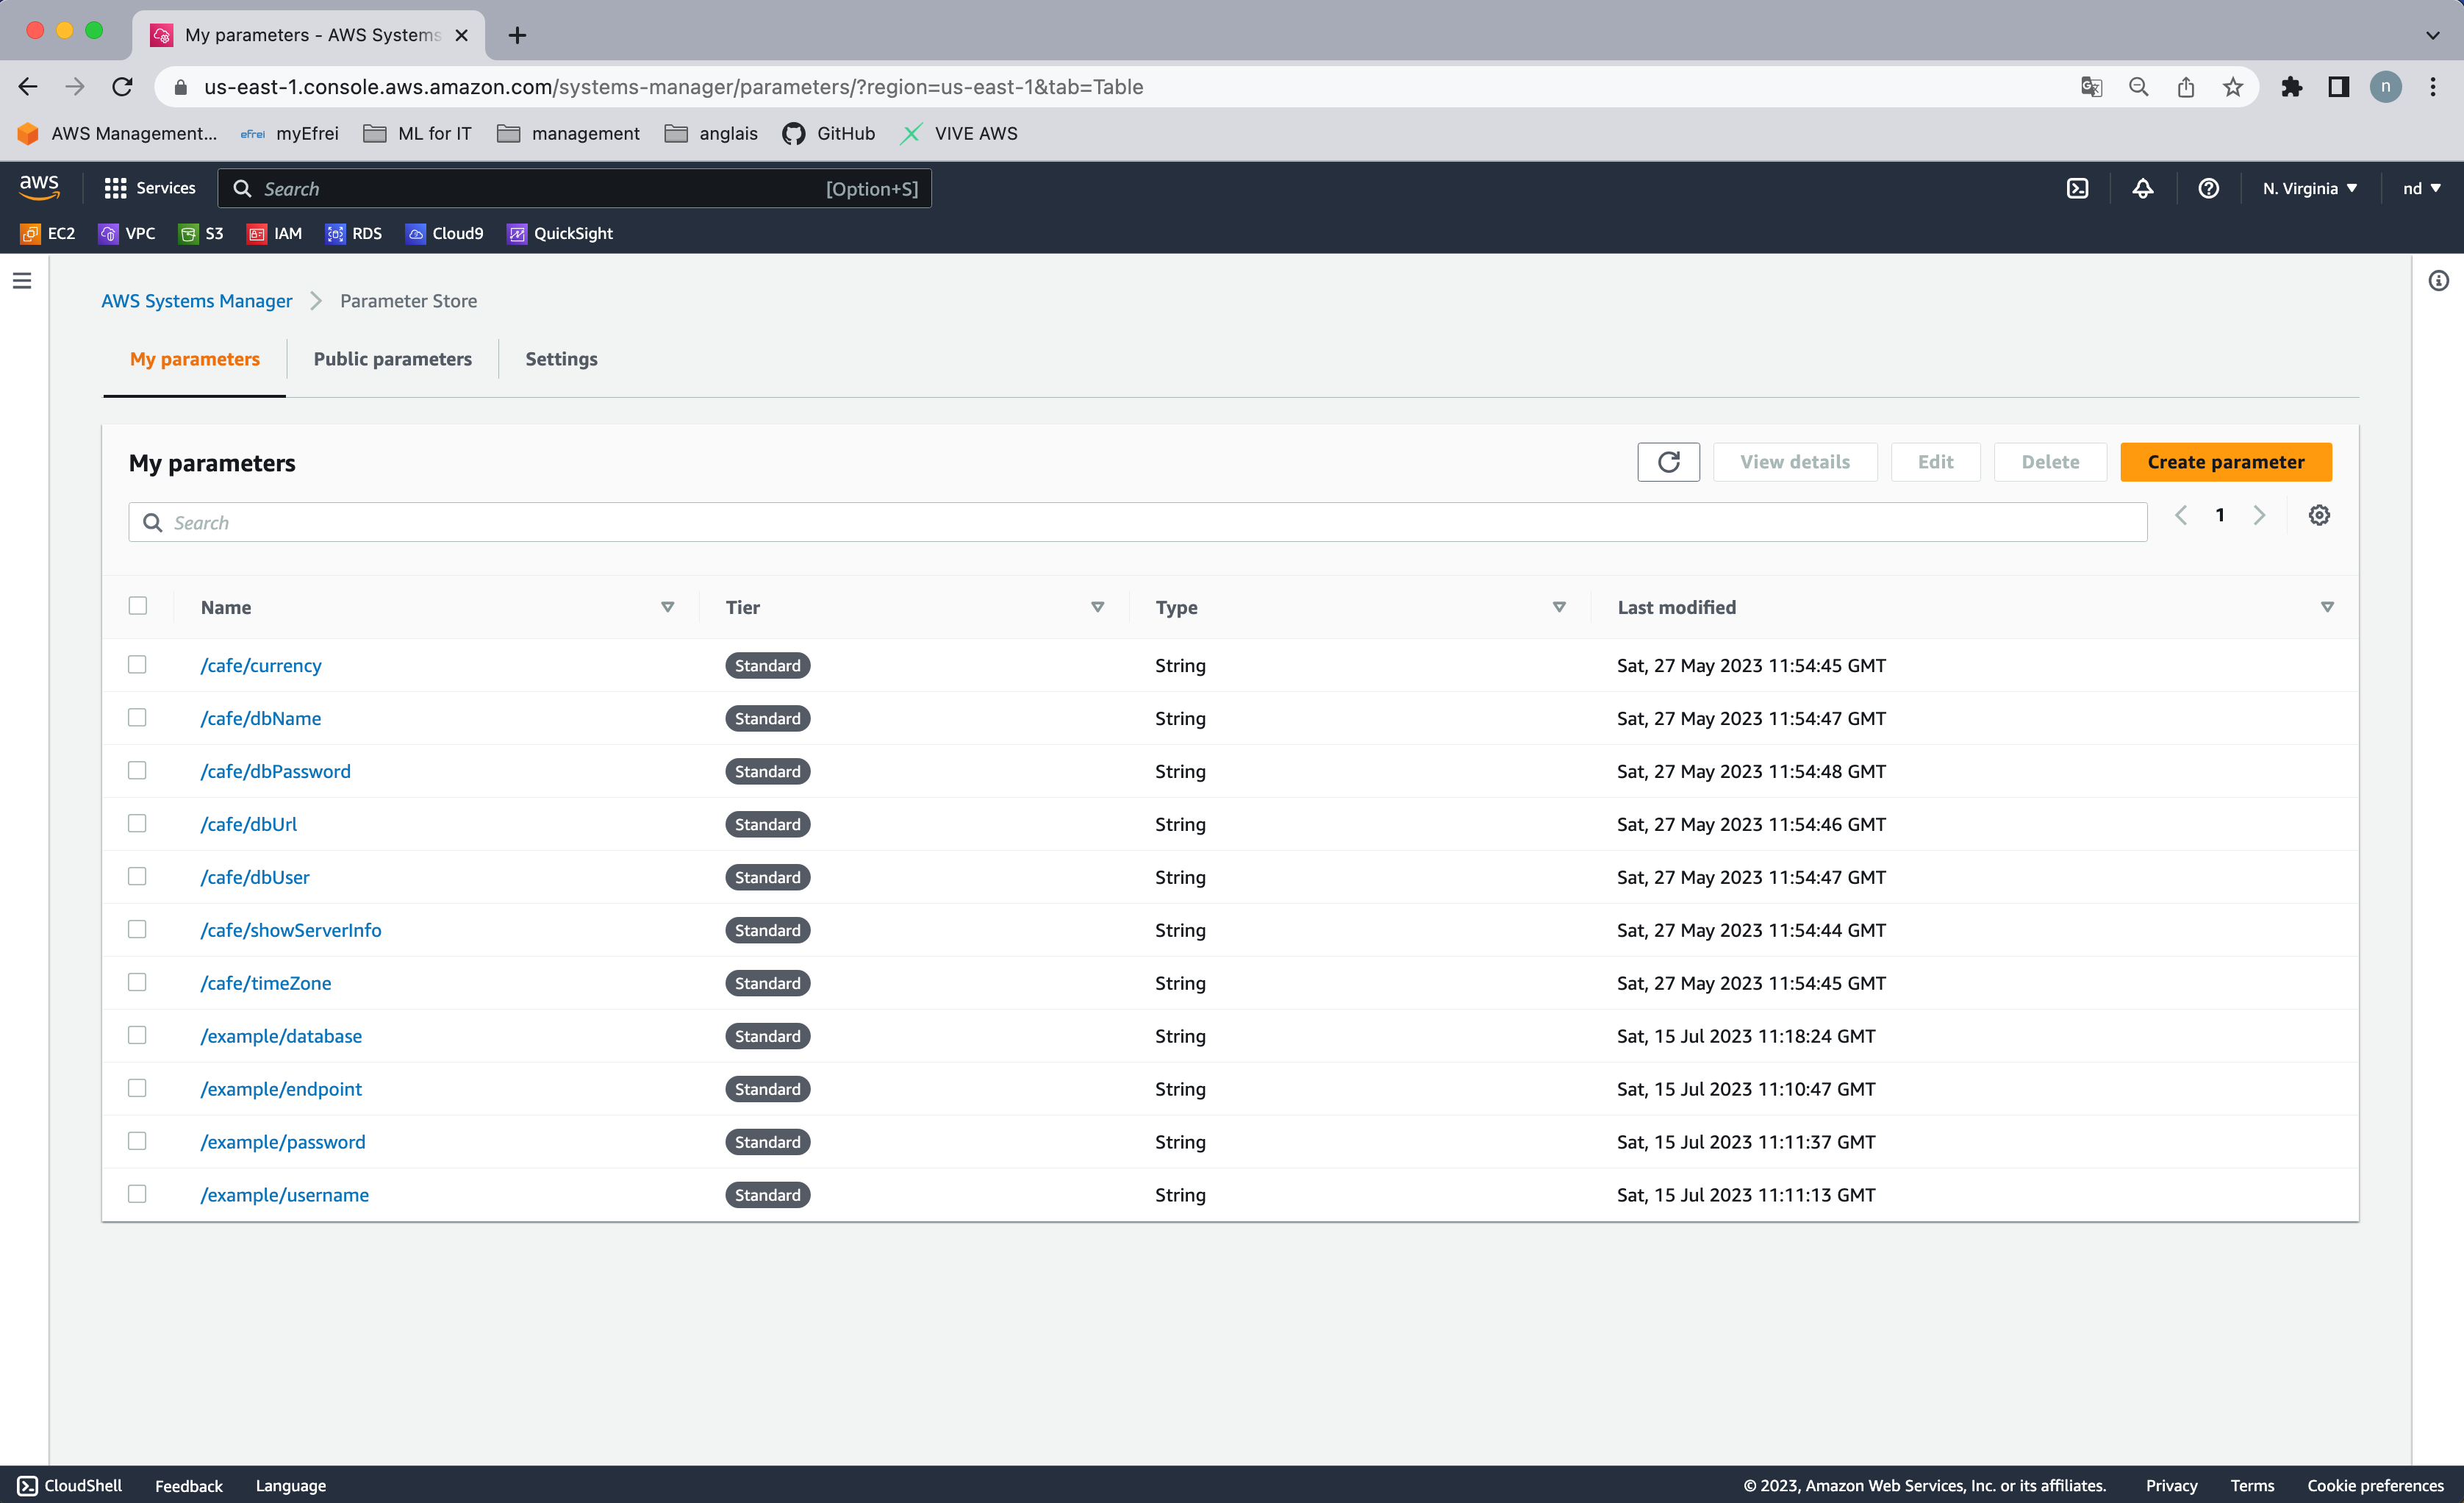 My parameters - AWS Systems
us-east-1.console.aws.amazon.com/systems-manager/parameters/?region=us-east-1&tab=Table
n
AWS Management... efrei myEfrei ML for IT management anglais GitHub VIVE AWS
aws Services Search [Option+S] N. Virginia nd
EC2 VPC S3 IAM RDS Cloud9 QuickSight
AWS Systems Manager Parameter Store
My parameters Public parameters Settings
My parameters View details Edit Delete Create parameter
Search 1
Name Tier Type Last modified
/cafe/currency Standard String Sat, 27 May 2023 11:54:45 GMT
/cafe/dbName Standard String Sat, 27 May 2023 11:54:47 GMT
/cafe/dbPassword Standard String Sat, 27 May 2023 11:54:48 GMT
/cafe/dbUrl Standard String Sat, 27 May 2023 11:54:46 GMT
/cafe/dbUser Standard String Sat, 27 May 2023 11:54:47 GMT
/cafe/showServerInfo Standard String Sat, 27 May 2023 11:54:44 GMT
/cafe/timeZone Standard String Sat, 27 May 2023 11:54:45 GMT
/example/database Standard String Sat, 15 Jul 2023 11:18:24 GMT
/example/endpoint Standard String Sat, 15 Jul 2023 11:10:47 GMT
/example/password Standard String Sat, 15 Jul 2023 11:11:37 GMT
/example/username Standard String Sat, 15 Jul 2023 11:11:13 GMT
CloudShell Feedback Language © 2023, Amazon Web Services, Inc. or its affiliates. Privacy Terms Cookie preferences